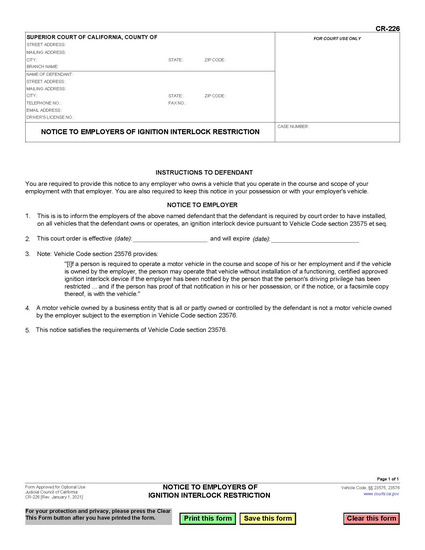 CR-226
SUPERIOR COURT OF CALIFORNIA, COUNTY OF
STREET ADDRESS:
MAILING ADDRESS:
CITY: STATE: ZIP CODE:
BRANCH NAME:
FOR COURT USE ONLY
NAME OF DEFENDANT:
STREET ADDRESS:
MAILING ADDRESS:
CITY: STATE: ZIP CODE:
TELEPHONE NO.: FAX NO.:
EMAIL ADDRESS:
DRIVER'S LICENSE NO.:
NOTICE TO EMPLOYERS OF IGNITION INTERLOCK RESTRICTION
CASE NUMBER:
INSTRUCTIONS TO DEFENDANT
You are required to provide this notice to any employer who owns a vehicle that you operate in the course and scope of your
employment with that employer. You are also required to keep this notice in your possession or with your employer's vehicle.
NOTICE TO EMPLOYER
1. This is is to inform the employers of the above named defendant that the defendant is required by court order to have installed,
on all vehicles that the defendant owns or operates, an ignition interlock device pursuant to Vehicle Code section 23575 et seq.
2. This court order is effective (date): and will expire (date):
3. Note: Vehicle Code section 23576 provides:
"[I]f a person is required to operate a motor vehicle in the course and scope of his or her employment and if the vehicle
is owned by the employer, the person may operate that vehicle without installation of a functioning, certified approved
ignition interlock device if the employer has been notified by the person that the person's driving privilege has been
restricted ... and if the person has proof of that notification in his or her possession, or if the notice, or a facsimile copy
thereof, is with the vehicle."
4. A motor vehicle owned by a business entity that is all or partly owned or controlled by the defendant is not a motor vehicle owned
by the employer subject to the exemption in Vehicle Code section 23576.
5. This notice satisfies the requirements of Vehicle Code section 23576.
Page 1 of 1
Form Approved for Optional Use
Judicial Council of California
CR-226 [Rev. January 1, 2021]
NOTICE TO EMPLOYERS OF
IGNITION INTERLOCK RESTRICTION
Vehicle Code, §§ 23575, 23576
www.courts.ca.gov
For your protection and privacy, please press the Clear
This Form button after you have printed the form.
Print this form
Save this form
Clear this form